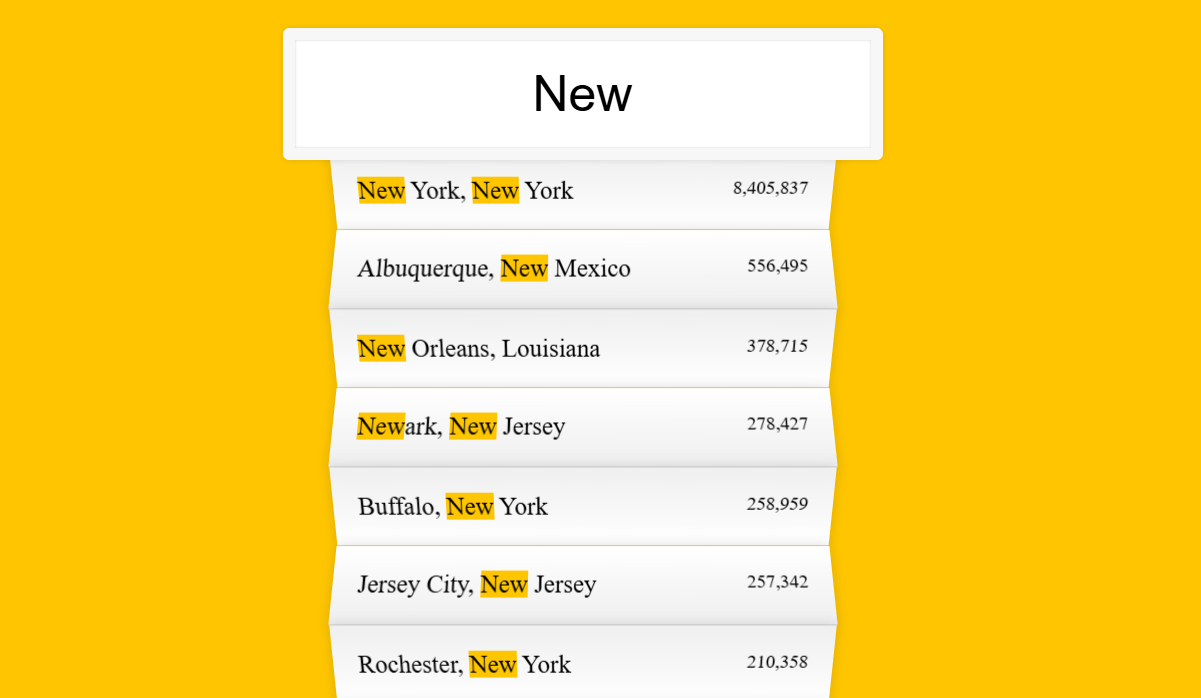 New
New York, New York 8,405,837
Albuquerque, New Mexico 556,495
New Orleans, Louisiana 378,715
Newark, New Jersey 278,427
Buffalo, New York 258,959
Jersey City, New Jersey 257,342
Rochester, New York 210,358